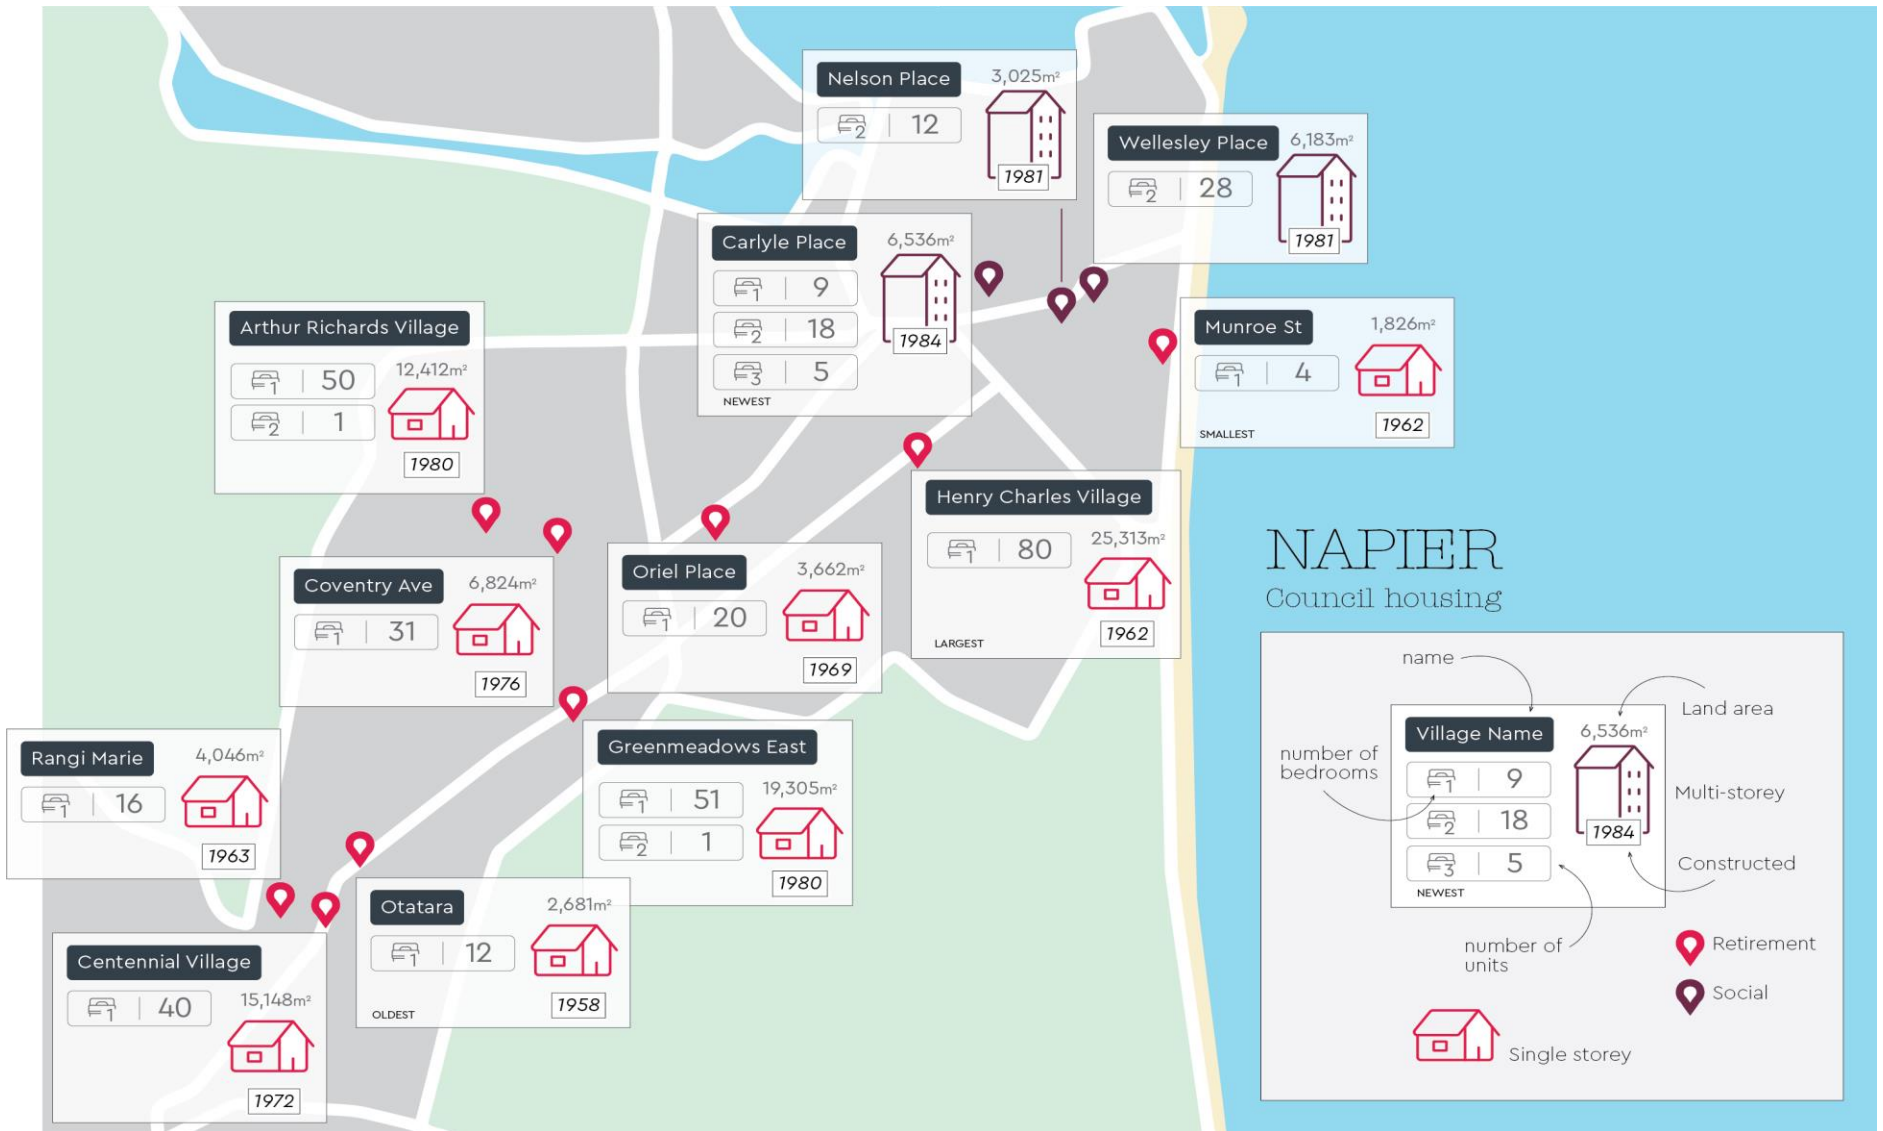 Nelson Place
3,025m²
2 | 12
1981
Wellesley Place
6,183m²
2 | 28
1981
Carlyle Place
6,536m²
1 | 9
2 | 18
3 | 5
1984
NEWEST
Arthur Richards Village
12,412m²
1 | 50
2 | 1
1980
Munroe St
1,826m²
1 | 4
1962
SMALLEST
Henry Charles Village
25,313m²
1 | 80
1962
LARGEST
Coventry Ave
6,824m²
1 | 31
1976
Oriel Place
3,662m²
1 | 20
1969
Rangi Marie
4,046m²
1 | 16
1963
Greenmeadows East
19,305m²
1 | 51
2 | 1
1980
Otatara
2,681m²
1 | 12
1958
OLDEST
Centennial Village
15,148m²
1 | 40
1972
NAPIER
Council housing
name
Land area
number of
bedrooms
Village Name
6,536m²
1 | 9
2 | 18
3 | 5
1984
NEWEST
Multi-storey
Constructed
number of
units
Retirement
Social
Single storey